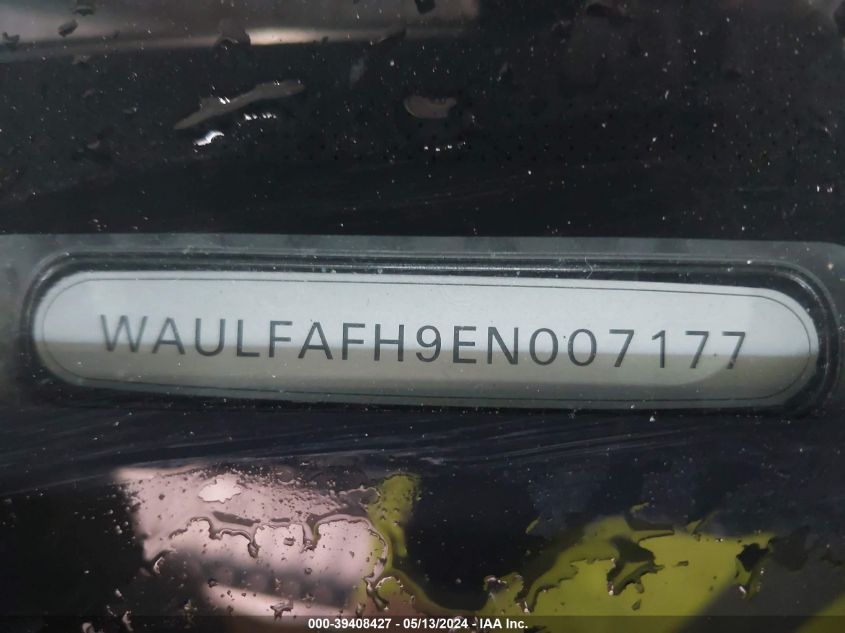 WAULFAFH9EN007177
000-39408427 - 05/13/2024 - IAA Inc.